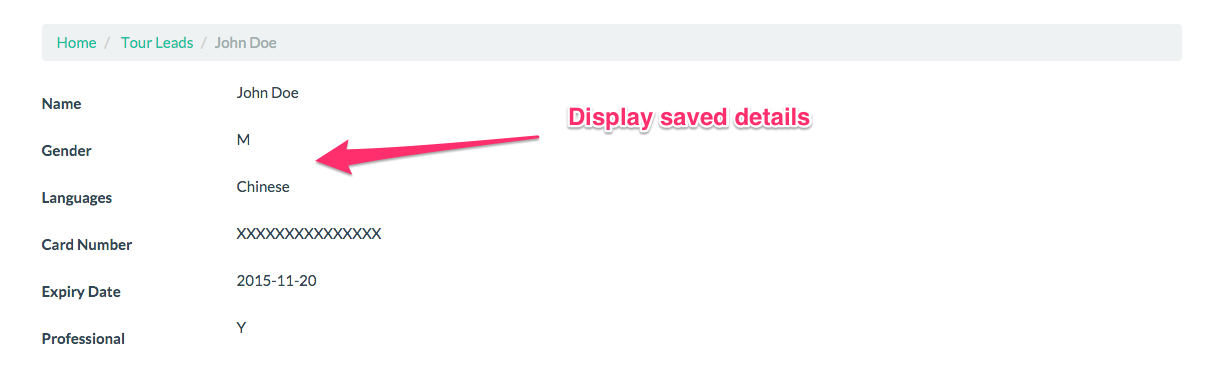 Home / Tour Leads / John Doe
Name John Doe
Display saved details
Gender M
Languages Chinese
Card Number XXXXXXXXXXXXXXX
Expiry Date 2015-11-20
Professional Y